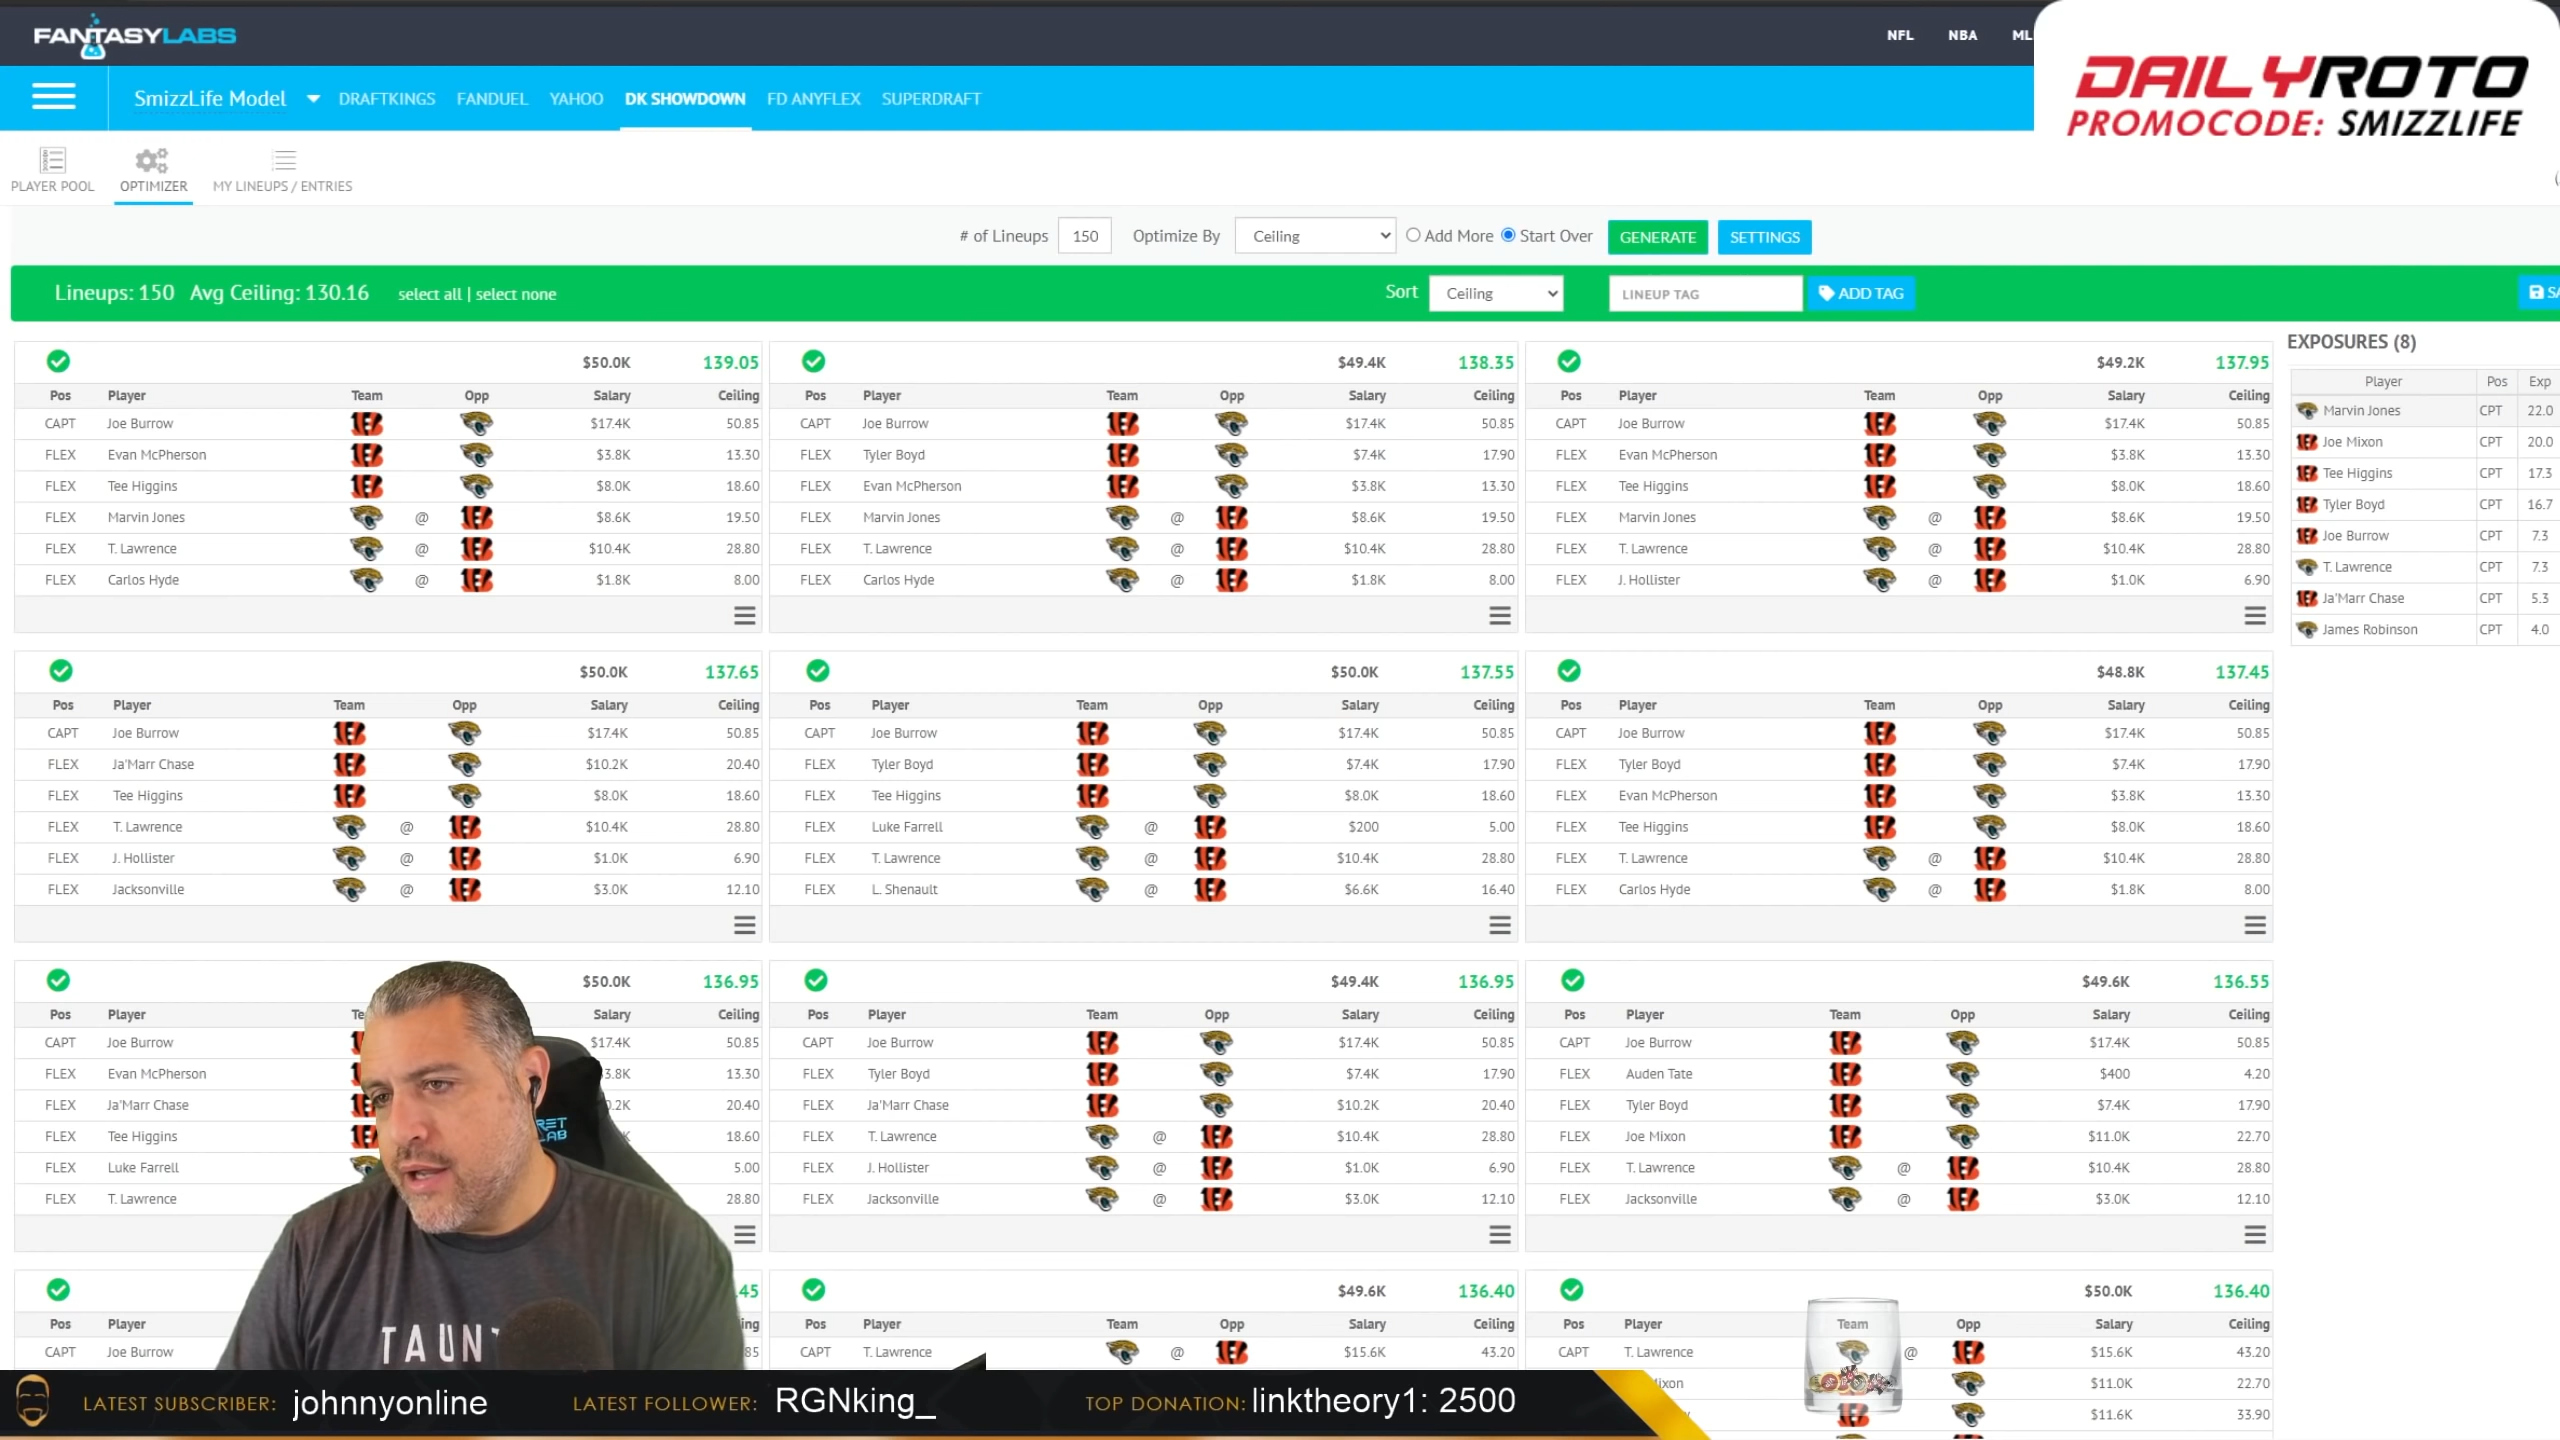 FANTASYLABS
NFL NBA
DAILYROTO
PROMOCODE: SMIZZLIFE
SmizzLife Model DRAFTKINGS FANDUEL YAHOO DK SHOWDOWN FD ANYFLEX SUPERDRAFT
PLAYER POOL OPTIMIZER MY LINEUPS / ENTRIES
# of Lineups 150 Optimize By Ceiling Add More Start Over GENERATE SETTINGS
Lineups: 150 Avg Ceiling: 130.16 select all | select none Sort Ceiling LINEUP TAG ADD TAG
EXPOSURES (8)
Player Pos Exp
Marvin Jones CPT 22.0
Joe Mixon CPT 20.0
Tee Higgins CPT 17.3
Tyler Boyd CPT 16.7
Joe Burrow CPT 7.3
T. Lawrence CPT 7.3
Ja'Marr Chase CPT 5.3
James Robinson CPT 4.0
$50.0K 139.05
Pos Player Team Opp Salary Ceiling
CAPT Joe Burrow $17.4K 50.85
FLEX Evan McPherson $3.8K 13.30
FLEX Tee Higgins $8.0K 18.60
FLEX Marvin Jones @ $8.6K 19.50
FLEX T. Lawrence @ $10.4K 28.80
FLEX Carlos Hyde @ $1.8K 8.00
$49.4K 138.35
Pos Player Team Opp Salary Ceiling
CAPT Joe Burrow $17.4K 50.85
FLEX Tyler Boyd $7.4K 17.90
FLEX Evan McPherson $3.8K 13.30
FLEX Marvin Jones @ $8.6K 19.50
FLEX T. Lawrence @ $10.4K 28.80
FLEX Carlos Hyde @ $1.8K 8.00
$49.2K 137.95
Pos Player Team Opp Salary Ceiling
CAPT Joe Burrow $17.4K 50.85
FLEX Evan McPherson $3.8K 13.30
FLEX Tee Higgins $8.0K 18.60
FLEX Marvin Jones @ $8.6K 19.50
FLEX T. Lawrence @ $10.4K 28.80
FLEX J. Hollister @ $1.0K 6.90
$50.0K 137.65
Pos Player Team Opp Salary Ceiling
CAPT Joe Burrow $17.4K 50.85
FLEX Ja'Marr Chase $10.2K 20.40
FLEX Tee Higgins $8.0K 18.60
FLEX T. Lawrence @ $10.4K 28.80
FLEX J. Hollister @ $1.0K 6.90
FLEX Jacksonville @ $3.0K 12.10
$50.0K 137.55
Pos Player Team Opp Salary Ceiling
CAPT Joe Burrow $17.4K 50.85
FLEX Tyler Boyd $7.4K 17.90
FLEX Tee Higgins $8.0K 18.60
FLEX Luke Farrell @ $200 5.00
FLEX T. Lawrence @ $10.4K 28.80
FLEX L. Shenault @ $6.6K 16.40
$48.8K 137.45
Pos Player Team Opp Salary Ceiling
CAPT Joe Burrow $17.4K 50.85
FLEX Tyler Boyd $7.4K 17.90
FLEX Evan McPherson $3.8K 13.30
FLEX Tee Higgins $8.0K 18.60
FLEX T. Lawrence @ $10.4K 28.80
FLEX Carlos Hyde @ $1.8K 8.00
$50.0K 136.95
Pos Player Salary Ceiling
CAPT Joe Burrow $17.4K 50.85
FLEX Evan McPherson 3.8K 13.30
FLEX Ja'Marr Chase 20.40
FLEX Tee Higgins 18.60
FLEX Luke Farrell 5.00
FLEX T. Lawrence 28.80
$49.4K 136.95
Pos Player Team Opp Salary Ceiling
CAPT Joe Burrow $17.4K 50.85
FLEX Tyler Boyd $7.4K 17.90
FLEX Ja'Marr Chase $10.2K 20.40
FLEX T. Lawrence @ $10.4K 28.80
FLEX J. Hollister @ $1.0K 6.90
FLEX Jacksonville @ $3.0K 12.10
$49.6K 136.55
Pos Player Team Opp Salary Ceiling
CAPT Joe Burrow $17.4K 50.85
FLEX Auden Tate $400 4.20
FLEX Tyler Boyd $7.4K 17.90
FLEX Joe Mixon $11.0K 22.70
FLEX T. Lawrence @ $10.4K 28.80
FLEX Jacksonville @ $3.0K 12.10
.45
Pos Player
CAPT Joe Burrow
$49.6K 136.40
Pos Player Team Opp Salary Ceiling
CAPT T. Lawrence @ $15.6K 43.20
$50.0K 136.40
Pos Player Team Opp Salary Ceiling
CAPT T. Lawrence @ $15.6K 43.20
$11.0K 22.70
$11.6K 33.90
TAUNT
LATEST SUBSCRIBER: johnnyonline LATEST FOLLOWER: RGNking_ TOP DONATION: linktheory1: 2500